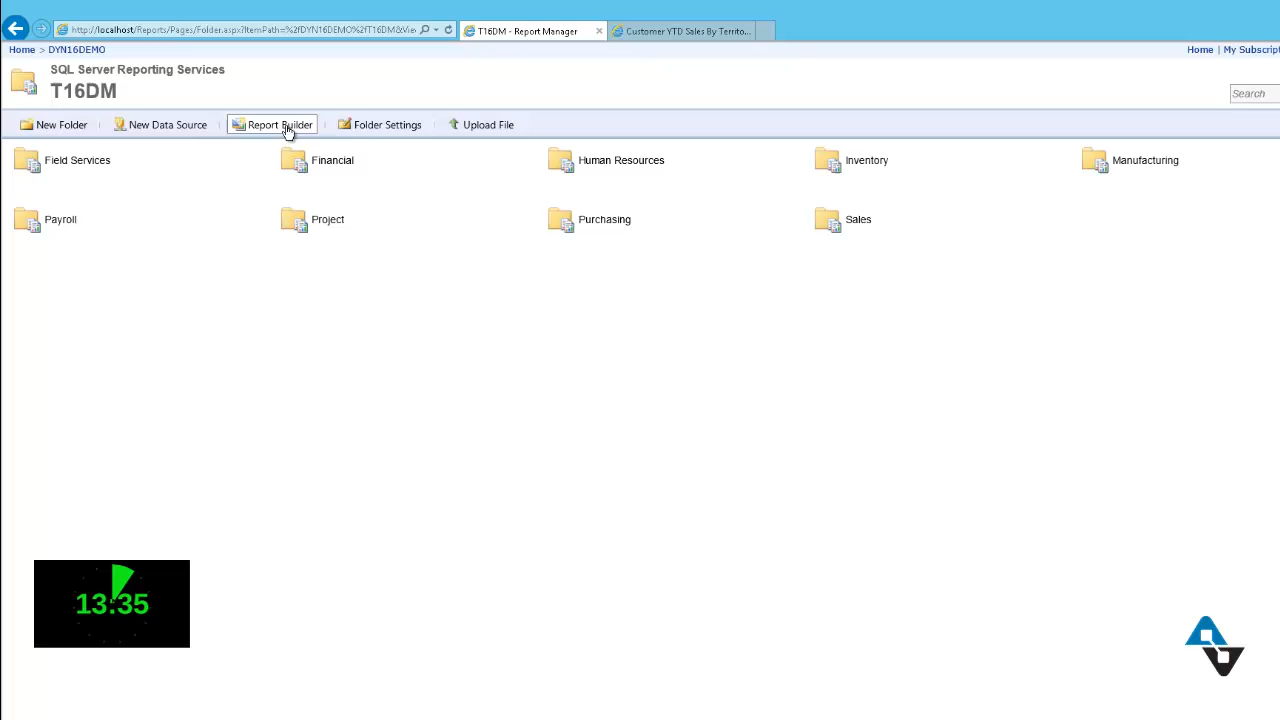 http://localhost/Reports/Pages/Folder.aspx?ItemPath=%2fDYN16DEMO%2fT16DM&Vie
T16DM - Report Manager
Customer YTD Sales By Territo...
Home > DYN16DEMO
Home | My Subscript
SQL Server Reporting Services
T16DM
Search
New Folder
New Data Source
Report Builder
Folder Settings
Upload File
Field Services
Financial
Human Resources
Inventory
Manufacturing
Payroll
Project
Purchasing
Sales
13:35